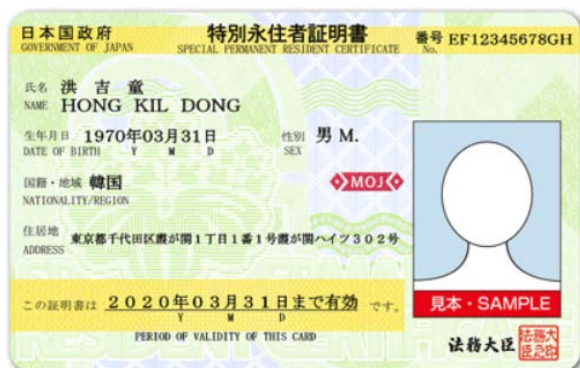 日本国政府 特別永住者証明書 番号 EF12345678GH
GOVERNMENT OF JAPAN SPECIAL PERMANENT RESIDENT CERTIFICATE No.
氏名 洪 吉 童
NAME HONG KIL DONG
生年月日 1970年03月31日 性別 男 M.
DATE OF BIRTH Y M D SEX
国籍・地域 韓国
NATIONALITY/REGION
MOJ
住居地 東京都千代田区霞が関1丁目1番1号霞が関ハイツ302号
ADDRESS
この証明書は 2020年03月31日まで有効 です。
Y M D
PERIOD OF VALIDITY OF THIS CARD
見本・SAMPLE
法務大臣